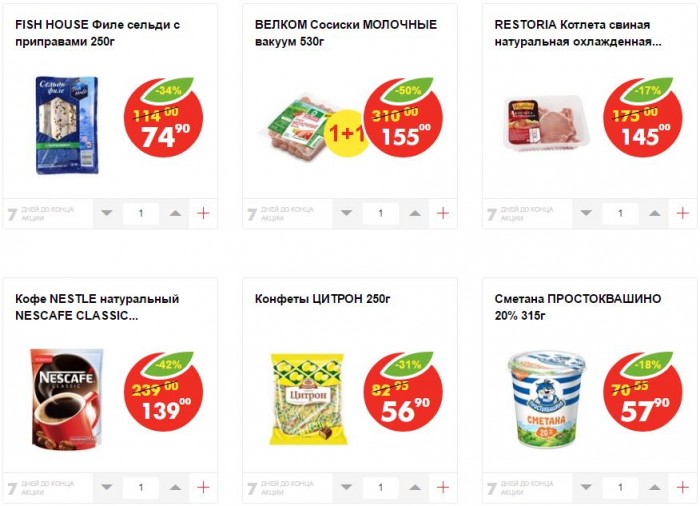 FISH HOUSE Филе сельди с
приправами 250г
Сельдь
филе
-34%
114 00
74 90
7 ДНЕЙ ДО КОНЦА
АКЦИИ
1
+
ВЕЛКОМ Сосиски МОЛОЧНЫЕ
вакуум 530г
1+1
-50%
310 00
155 00
7 ДНЕЙ ДО КОНЦА
АКЦИИ
1
+
RESTORIA Котлета свиная
натуральная охлажденная...
-17%
175 00
145 00
7 ДНЕЙ ДО КОНЦА
АКЦИИ
1
+
Кофе NESTLE натуральный
NESCAFE CLASSIC...
NESCAFE
CLASSIC
-42%
239 00
139 00
7 ДНЕЙ ДО КОНЦА
АКЦИИ
1
+
Конфеты ЦИТРОН 250г
Цитрон
-31%
82 95
56 90
7 ДНЕЙ ДО КОНЦА
АКЦИИ
1
+
Сметана ПРОСТОКВАШИНО
20% 315г
Простоквашино
СМЕТАНА
20%
-18%
70 55
57 90
7 ДНЕЙ ДО КОНЦА
АКЦИИ
1
+